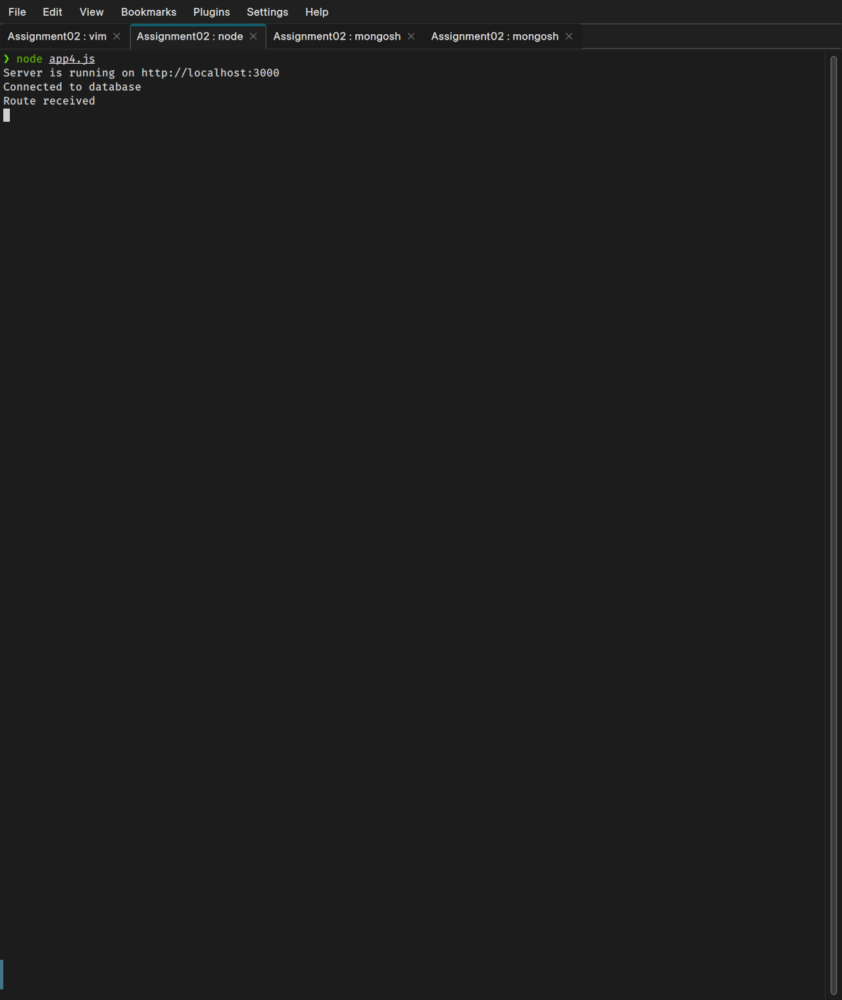 File Edit View Bookmarks Plugins Settings Help
Assignment02 : vim Assignment02 : node Assignment02 : mongosh Assignment02 : mongosh
❯ node app4.js
Server is running on http://localhost:3000
Connected to database
Route received